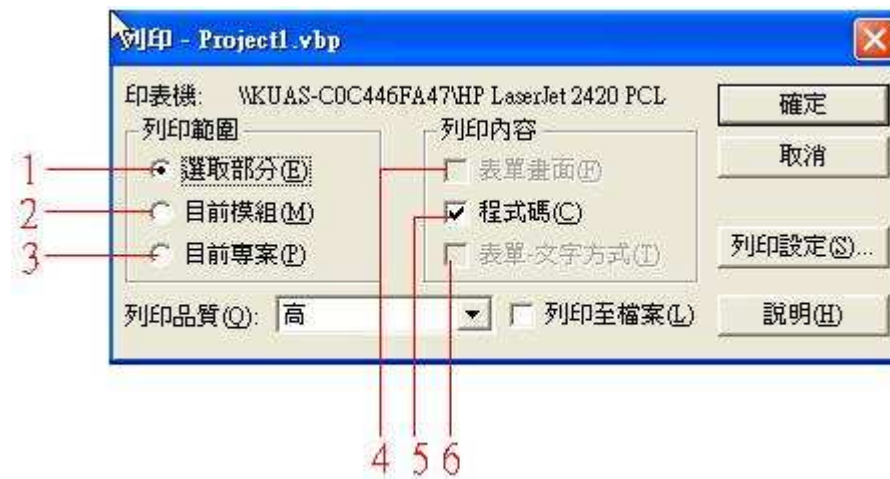 列印 - Project1.vbp
印表機: \\KUAS-C0C446FA47\HP LaserJet 2420 PCL
確定
列印範圍
列印內容
取消
1
選取部分(E)
4
表單畫面(F)
2
目前模組(M)
程式碼(C)
3
目前專案(P)
表單-文字方式(T)
列印設定(S)...
列印品質(Q): 高
列印至檔案(L)
說明(H)
5 6